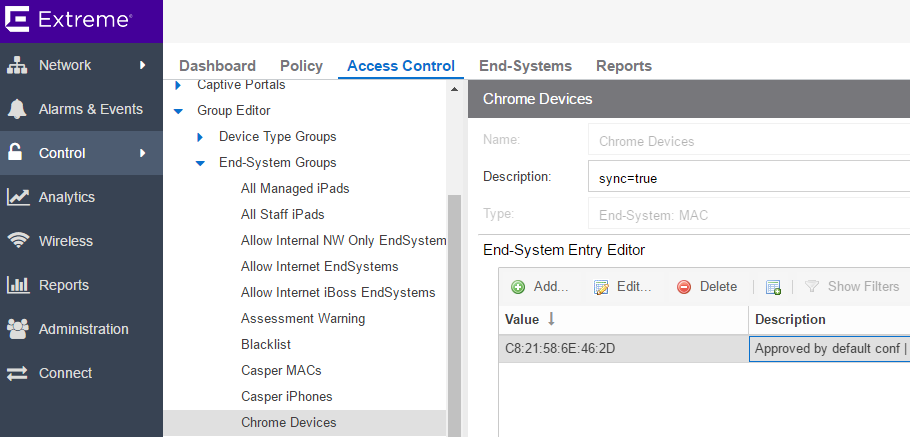 Extreme®
Network
Alarms & Events
Control
Analytics
Wireless
Reports
Administration
Connect
Dashboard Policy Access Control End-Systems Reports
Captive Portals
Group Editor
Device Type Groups
End-System Groups
All Managed iPads
All Staff iPads
Allow Internal NW Only EndSystem
Allow Internet EndSystems
Allow Internet iBoss EndSystems
Assessment Warning
Blacklist
Casper MACs
Casper iPhones
Chrome Devices
Chrome Devices
Name: Chrome Devices
Description: sync=true
Type: End-System: MAC
End-System Entry Editor
Add... Edit... Delete Show Filters
Value Description
C8:21:58:6E:46:2D Approved by default conf |